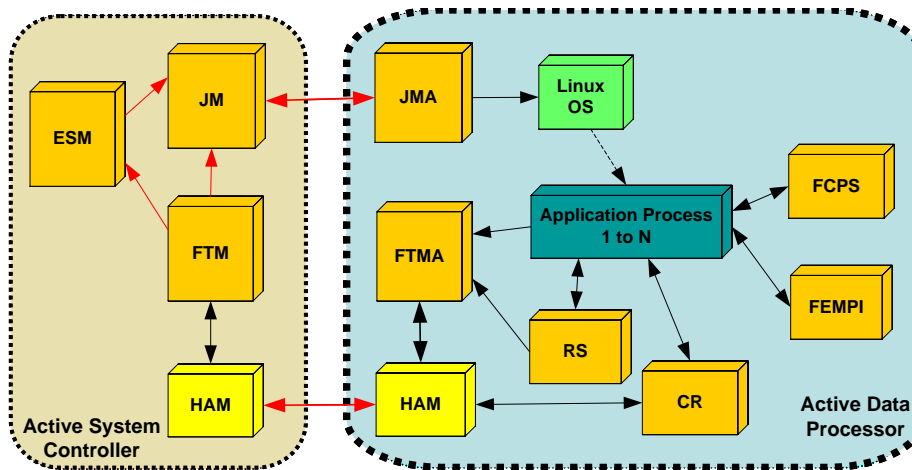 ESM
JM
FTM
HAM
Active System
Controller
JMA
Linux
OS
Application Process
1 to N
FCPS
FTMA
FEMPI
RS
HAM
CR
Active Data
Processor